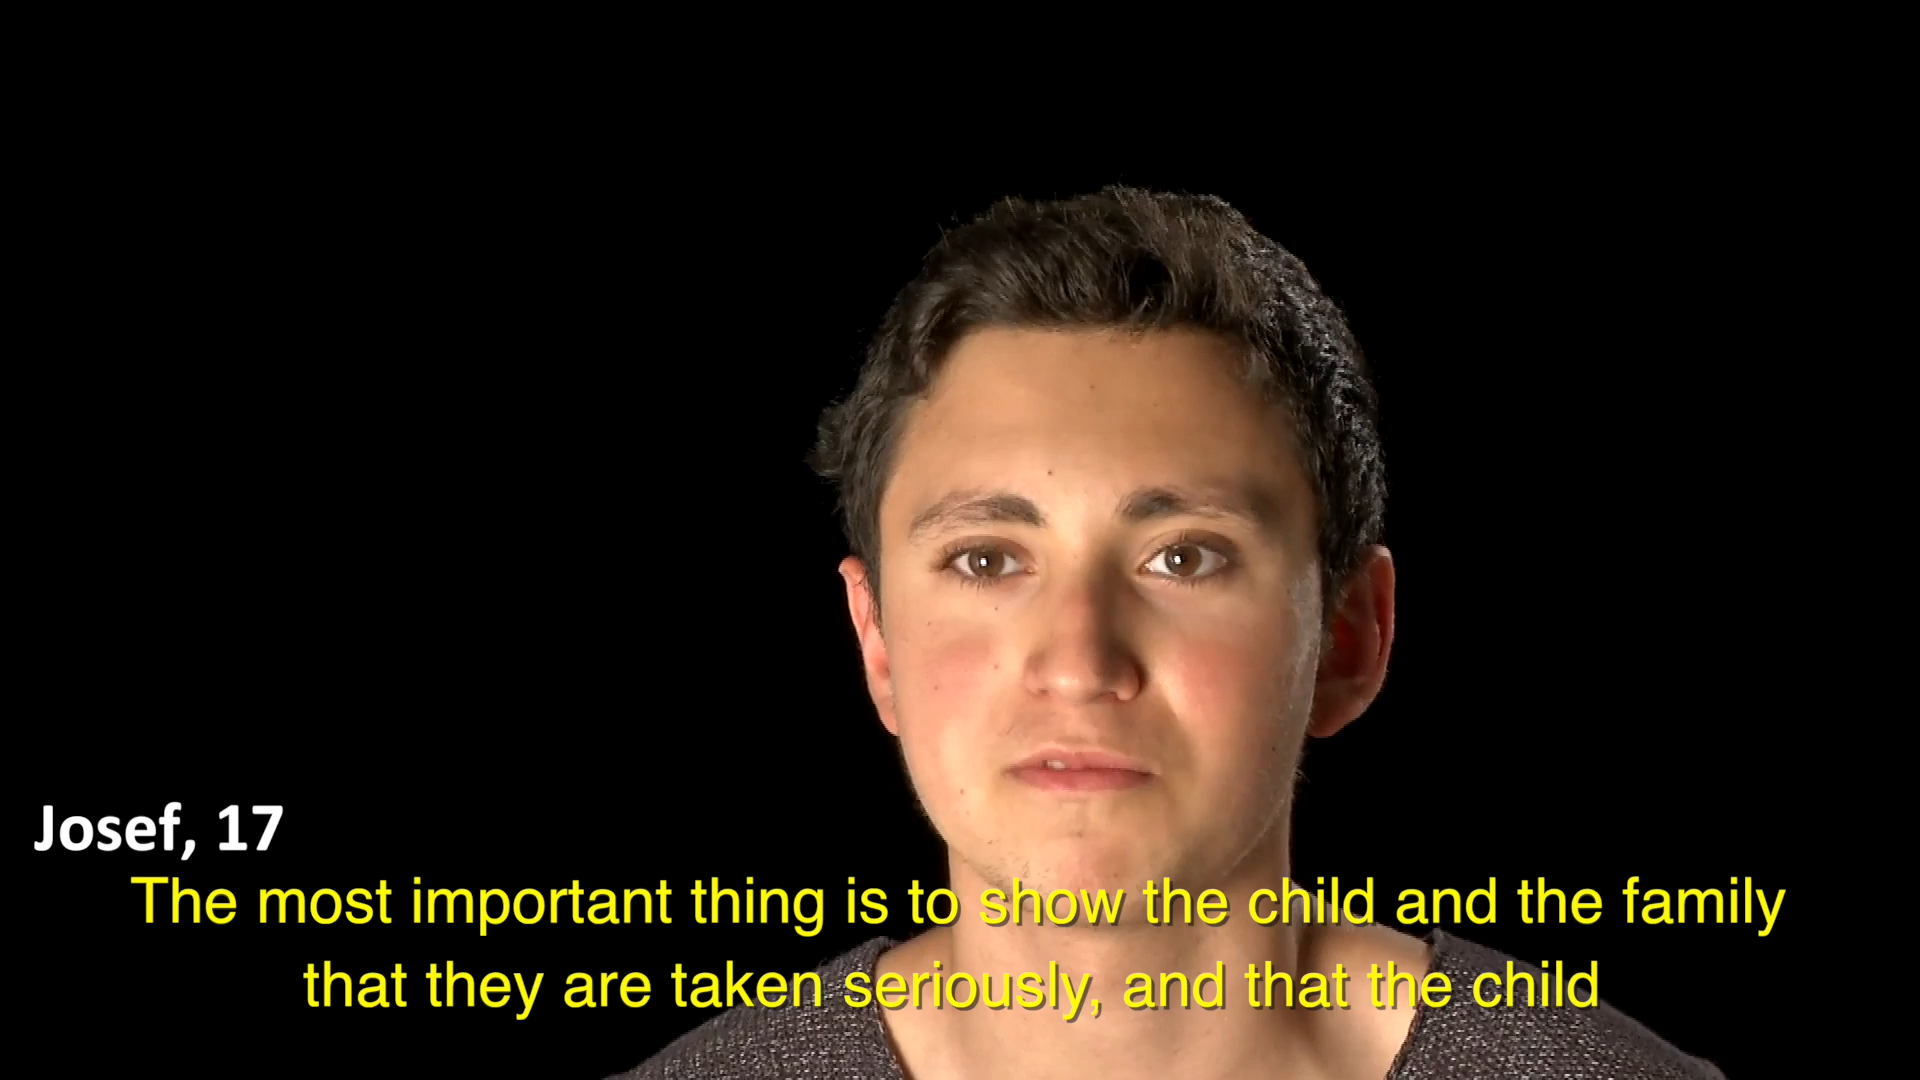 Josef, 17
The most important thing is to show the child and the family
that they are taken seriously, and that the child